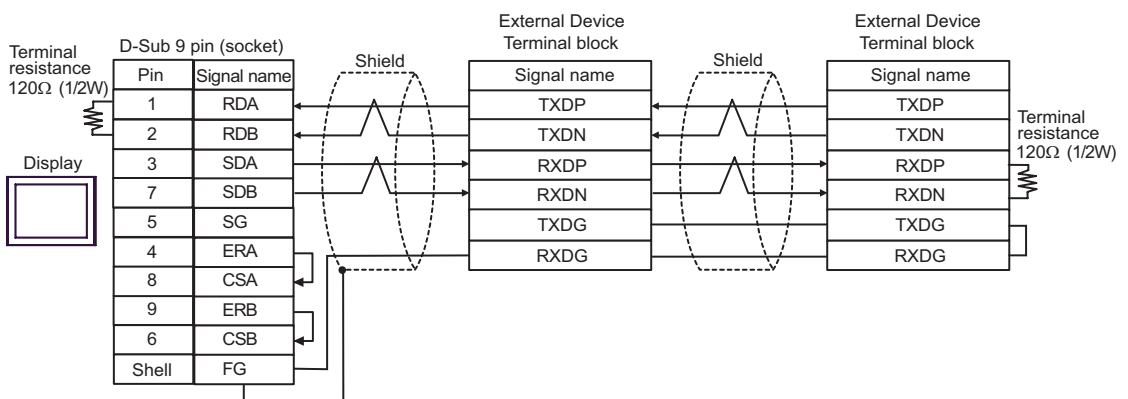 External Device
Terminal block
External Device
Terminal block
Terminal
resistance
120Ω (1/2W)
D-Sub 9 pin (socket)
Shield
Shield
Pin
Signal name
Signal name
Signal name
1
RDA
TXDP
TXDP
2
RDB
TXDN
TXDN
Terminal
resistance
120Ω (1/2W)
Display
3
SDA
RXDP
RXDP
7
SDB
RXDN
RXDN
5
SG
TXDG
TXDG
4
ERA
RXDG
RXDG
8
CSA
9
ERB
6
CSB
Shell
FG